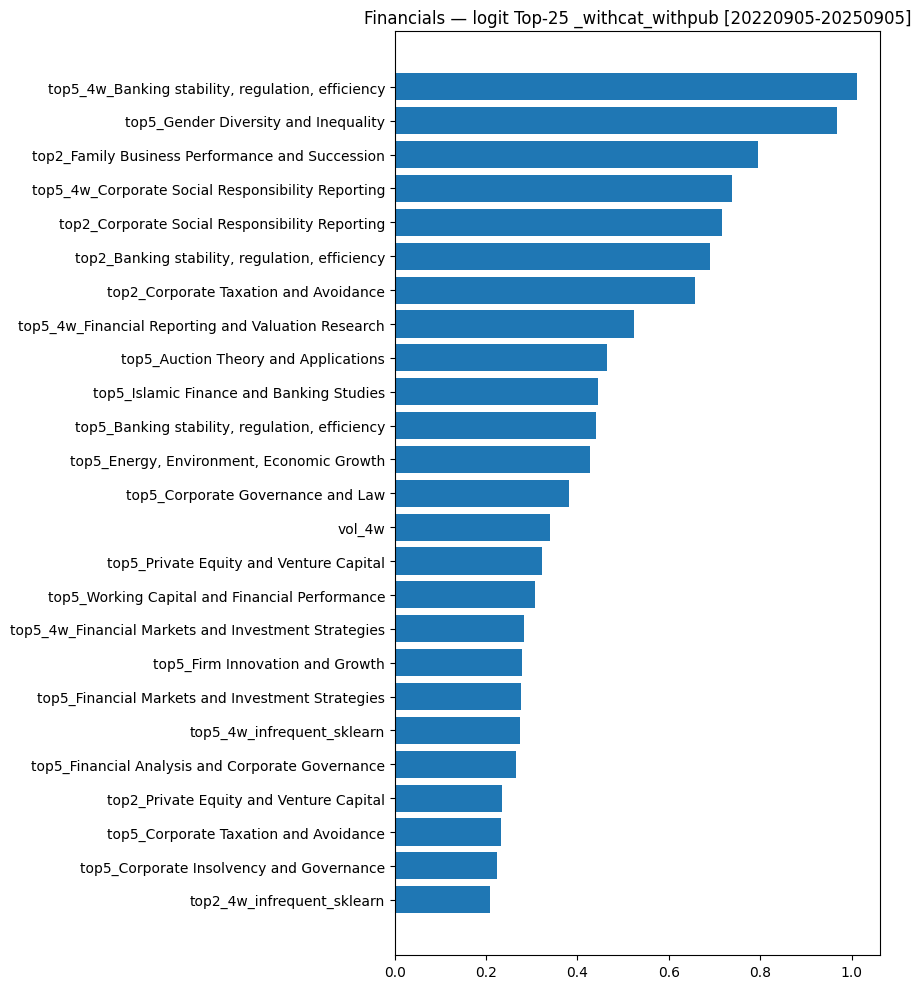 Financials — logit Top-25 _withcat_withpub [20220905-20250905]
top5_4w_Banking stability, regulation, efficiency
top5_Gender Diversity and Inequality
top2_Family Business Performance and Succession
top5_4w_Corporate Social Responsibility Reporting
top2_Corporate Social Responsibility Reporting
top2_Banking stability, regulation, efficiency
top2_Corporate Taxation and Avoidance
top5_4w_Financial Reporting and Valuation Research
top5_Auction Theory and Applications
top5_Islamic Finance and Banking Studies
top5_Banking stability, regulation, efficiency
top5_Energy, Environment, Economic Growth
top5_Corporate Governance and Law
vol_4w
top5_Private Equity and Venture Capital
top5_Working Capital and Financial Performance
top5_4w_Financial Markets and Investment Strategies
top5_Firm Innovation and Growth
top5_Financial Markets and Investment Strategies
top5_4w_infrequent_sklearn
top5_Financial Analysis and Corporate Governance
top2_Private Equity and Venture Capital
top5_Corporate Taxation and Avoidance
top5_Corporate Insolvency and Governance
top2_4w_infrequent_sklearn
0.0 0.2 0.4 0.6 0.8 1.0